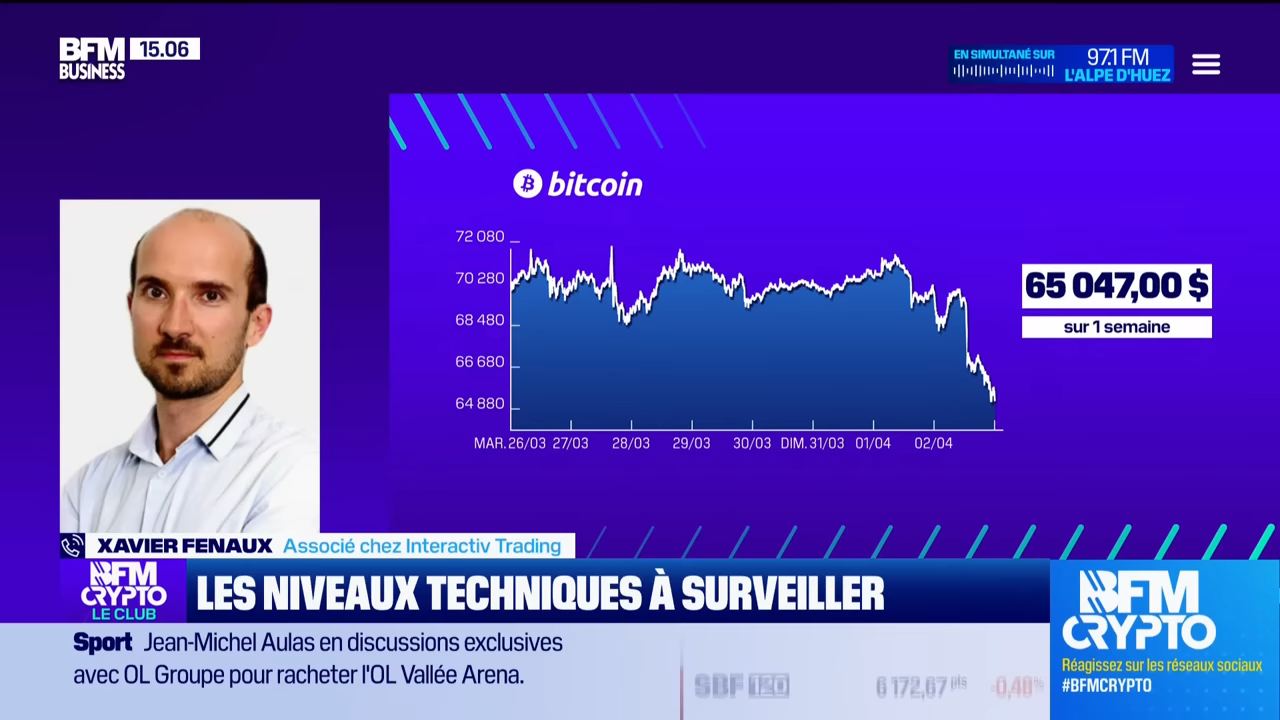 BFM
BUSINESS
15.06
EN SIMULTANÉ SUR
97.1 FM
L'ALPE D'HUEZ
bitcoin
72 080
70 280
68 480
66 680
64 880
MAR. 26/03 27/03 28/03 29/03 30/03 DIM. 31/03 01/04 02/04
65 047,00 $
sur 1 semaine
XAVIER FENAUX Associé chez Interactiv Trading
BFM
CRYPTO
LE CLUB
LES NIVEAUX TECHNIQUES À SURVEILLER
Sport Jean-Michel Aulas en discussions exclusives
avec OL Groupe pour racheter l'OL Vallée Arena.
SBF 120 6 172,67 pts -0,48%
BFM
CRYPTO
Réagissez sur les réseaux sociaux
#BFMCRYPTO